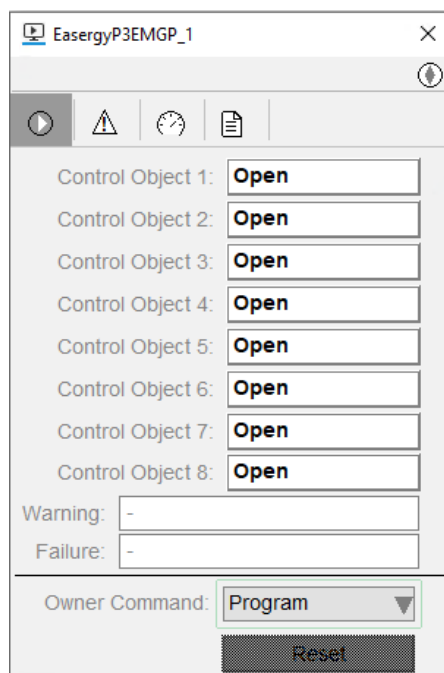 EasergyP3EMGP_1
Control Object 1: Open
Control Object 2: Open
Control Object 3: Open
Control Object 4: Open
Control Object 5: Open
Control Object 6: Open
Control Object 7: Open
Control Object 8: Open
Warning: -
Failure: -
Owner Command: Program
Reset